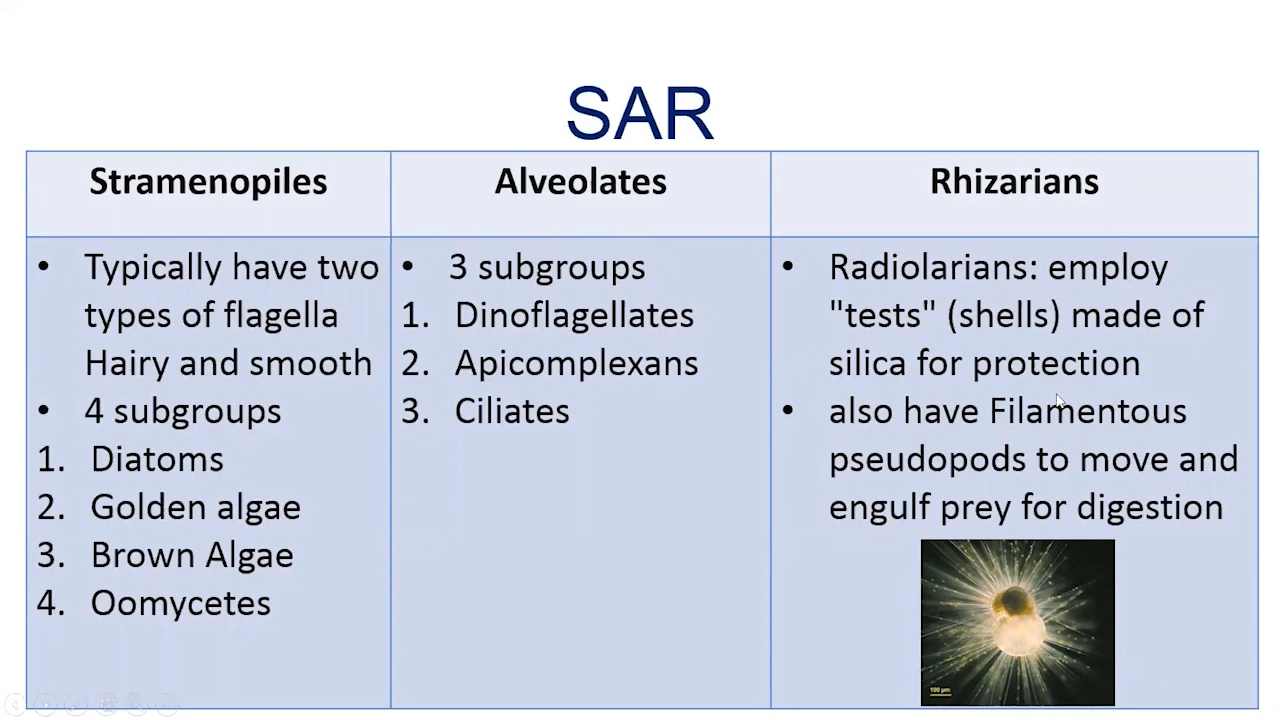 SAR
Stramenopiles
Alveolates
Rhizarians
• Typically have two
types of flagella
Hairy and smooth
• 4 subgroups
1. Diatoms
2. Golden algae
3. Brown Algae
4. Oomycetes
• 3 subgroups
1. Dinoflagellates
2. Apicomplexans
3. Ciliates
• Radiolarians: employ
"tests" (shells) made of
silica for protection
• also have Filamentous
pseudopods to move and
engulf prey for digestion
100 µm